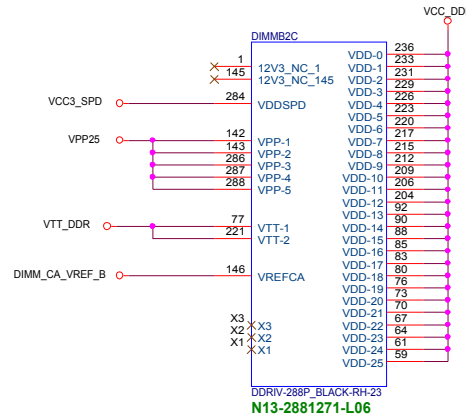 VCC_DD
DIMMB2C
1 12V3_NC_1
145 12V3_NC_145
VCC3_SPD 284 VDDSPD
VPP25 142 VPP-1
143 VPP-2
286 VPP-3
287 VPP-4
288 VPP-5
VTT_DDR 77 VTT-1
221 VTT-2
DIMM_CA_VREF_B 146 VREFCA
X3 X3
X2 X2
X1 X1
VDD-0 236
VDD-1 233
VDD-2 231
VDD-3 229
VDD-4 226
VDD-5 223
VDD-6 220
VDD-7 217
VDD-8 215
VDD-9 212
VDD-10 209
VDD-11 206
VDD-12 204
VDD-13 92
VDD-14 90
VDD-15 88
VDD-16 85
VDD-17 83
VDD-18 80
VDD-19 76
VDD-20 73
VDD-21 70
VDD-22 67
VDD-23 64
VDD-24 61
VDD-25 59
DDRIV-288P_BLACK-RH-23
N13-2881271-L06